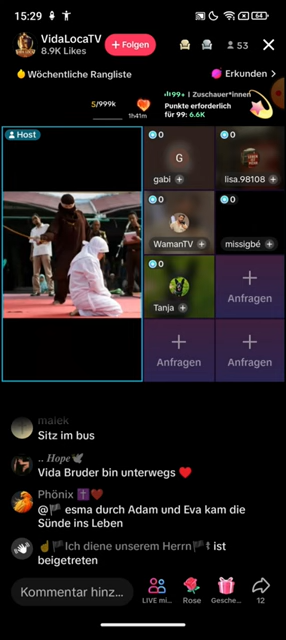 15:29
64
VidaLocaTV
8.9K Likes
+ Folgen
53
Wöchentliche Rangliste
Erkunden >
5/999k
1h41m
99+ | Zuschauer*innen
Punkte erforderlich
für 99: 6.6K
Host
0
0
G
gabi +
lisa.98108 +
0
0
WamanTV +
missigbé +
0
Tanja +
+
Anfragen
+
Anfragen
+
Anfragen
malek
Sitz im bus
.. Hope🕊
Vida Bruder bin unterwegs ❤️
Phönix ✝️❤️
@🏴 esma durch Adam und Eva kam die
Sünde ins Leben
☝️🏴Ich diene unserem Herrn🏴 ist
beigetreten
Kommentar hinz...
LIVE mi...
Rose
Gesche...
12